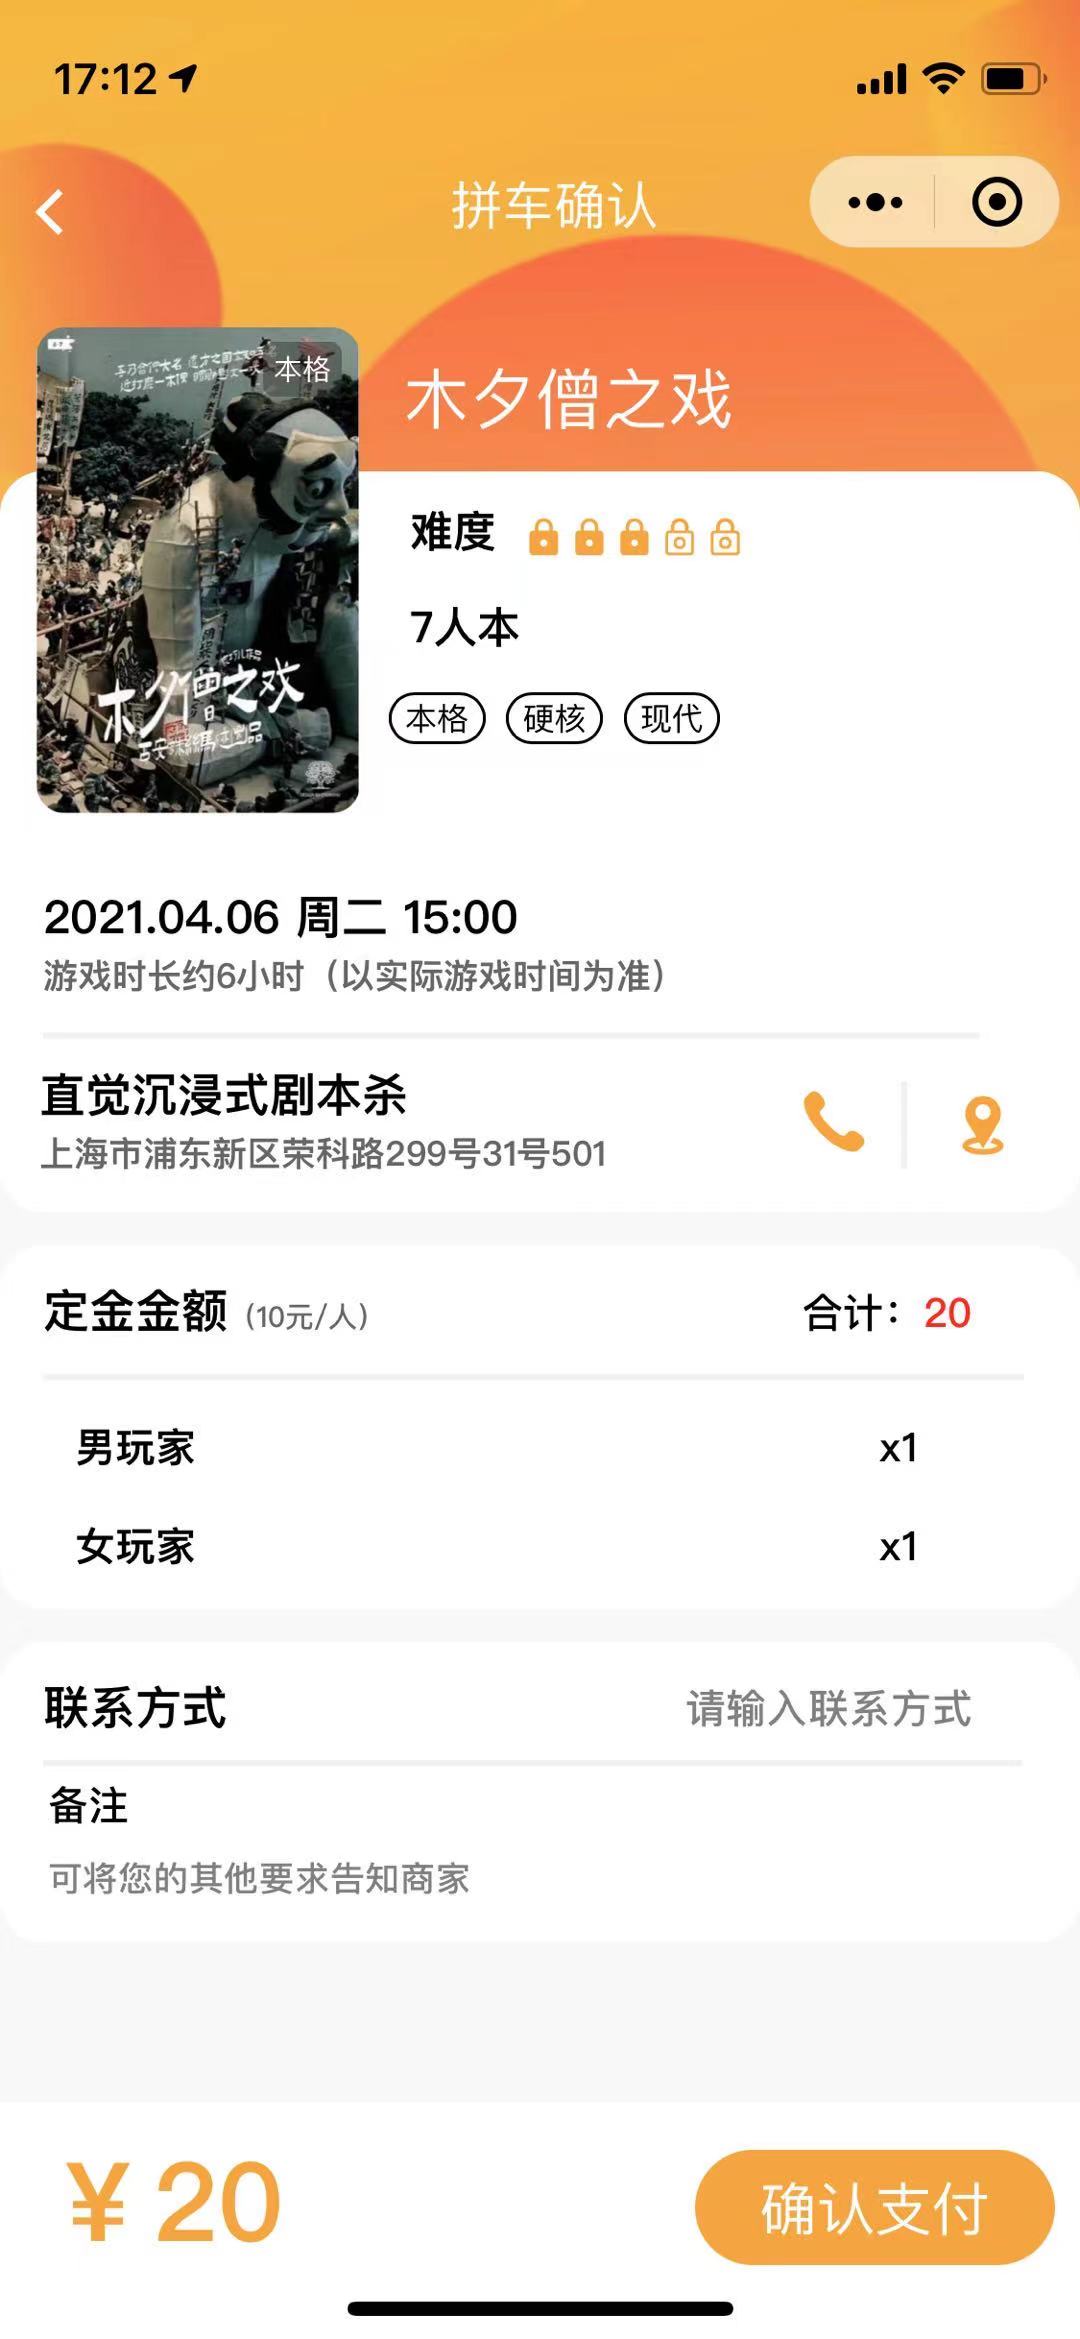 17:12
拼车确认
本格
木夕僧之戏
木夕僧之戏
难度
7人本
本格 硬核 现代
2021.04.06 周二 15:00
游戏时长约6小时（以实际游戏时间为准）
直觉沉浸式剧本杀
上海市浦东新区荣科路299号31号501
定金金额 (10元/人) 合计：20
男玩家 x1
女玩家 x1
联系方式 请输入联系方式
备注
可将您的其他要求告知商家
¥ 20 确认支付